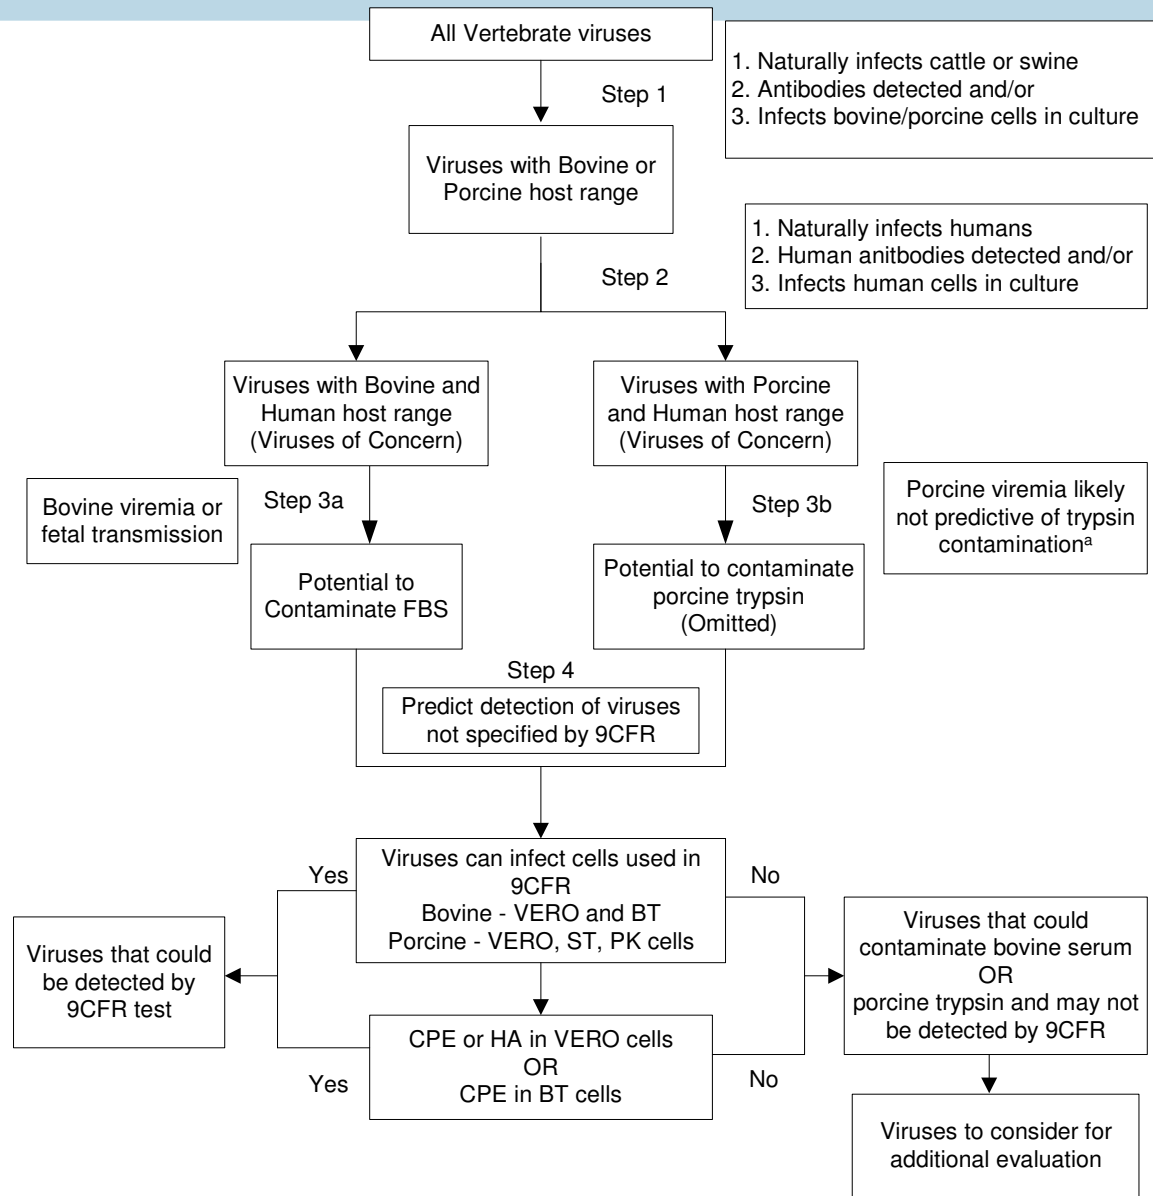 All Vertebrate viruses
Step 1
1. Naturally infects cattle or swine
2. Antibodies detected and/or
3. Infects bovine/porcine cells in culture
Viruses with Bovine or
Porcine host range
Step 2
1. Naturally infects humans
2. Human anitbodies detected and/or
3. Infects human cells in culture
Viruses with Bovine and
Human host range
(Viruses of Concern)
Viruses with Porcine
and Human host range
(Viruses of Concern)
Bovine viremia or
fetal transmission
Step 3a
Step 3b
Porcine viremia likely
not predictive of trypsin
contaminationᵃ
Potential to
Contaminate FBS
Potential to contaminate
porcine trypsin
(Omitted)
Step 4
Predict detection of viruses
not specified by 9CFR
Yes
Viruses can infect cells used in
9CFR
Bovine - VERO and BT
Porcine - VERO, ST, PK cells
No
Viruses that could
be detected by
9CFR test
Viruses that could
contaminate bovine serum
OR
porcine trypsin and may not
be detected by 9CFR
Yes
CPE or HA in VERO cells
OR
CPE in BT cells
No
Viruses to consider for
additional evaluation